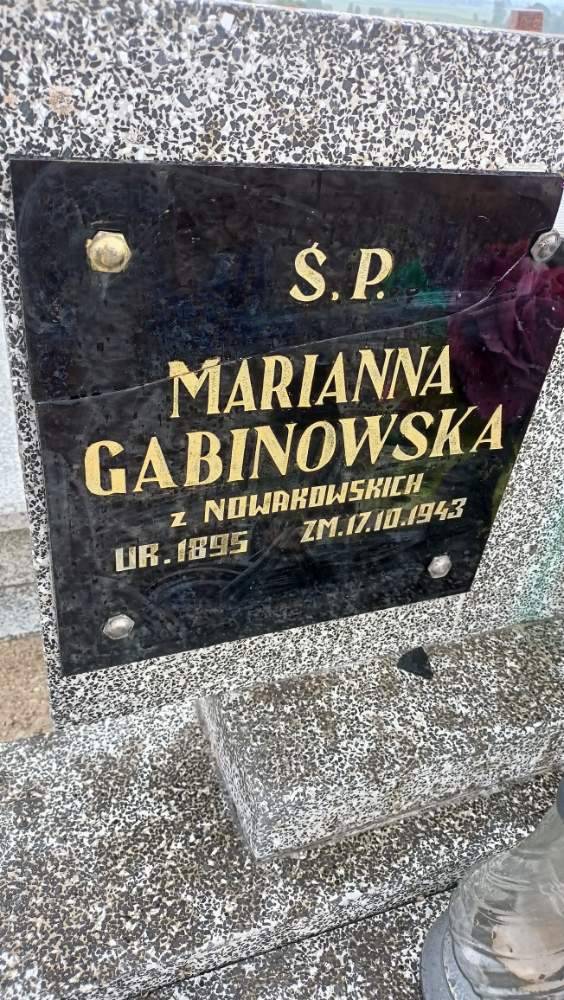 Ś.P.
MARIANNA
GABINOWSKA
Z NOWAKOWSKICH
UR.1895 ZM.17.10.1943